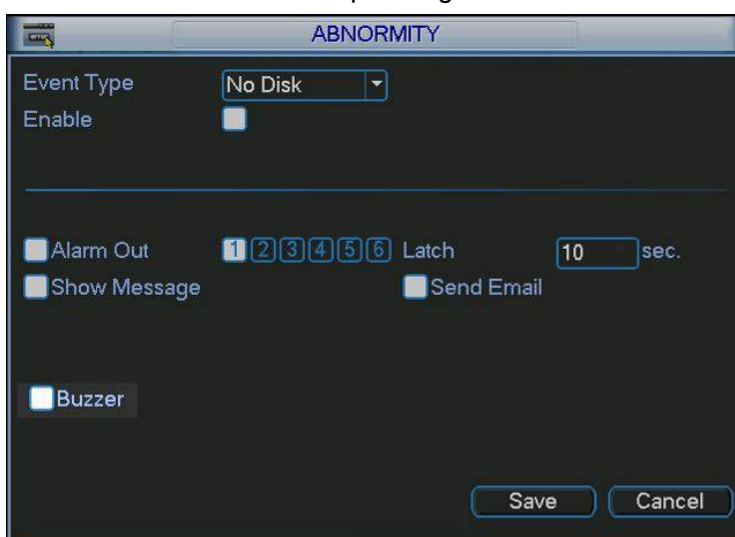 ABNORMITY
Event Type No Disk
Enable
Alarm Out 1 2 3 4 5 6 Latch 10 sec.
Show Message Send Email
Buzzer
Save Cancel